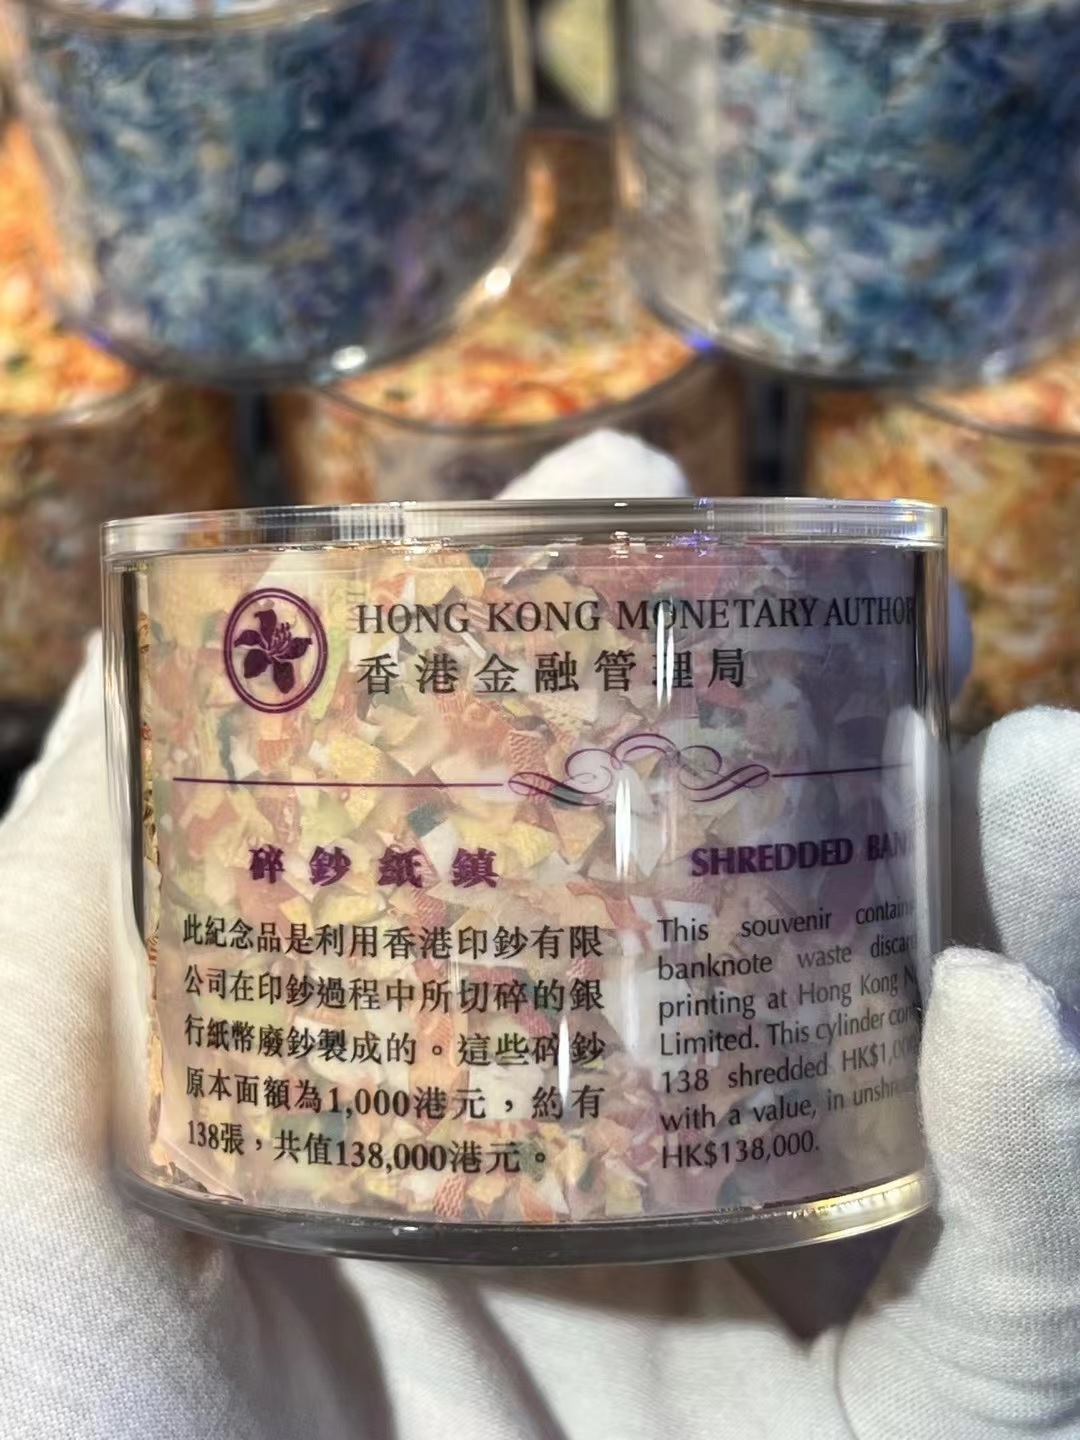 HONG KONG MONETARY AUTHOR
香港金融管理局
碎鈔紙鎮
此紀念品是利用香港印鈔有限
公司在印鈔過程中所切碎的銀
行紙幣廢鈔製成的。這些碎鈔
原本面額為1,000港元，約有
138張，共值138,000港元。
SHREDDED BAN
This souvenir contain
banknote waste discar
printing at Hong Kong N
Limited. This cylinder con
138 shredded HK$1,00
with a value, in unshre
HK$138,000.